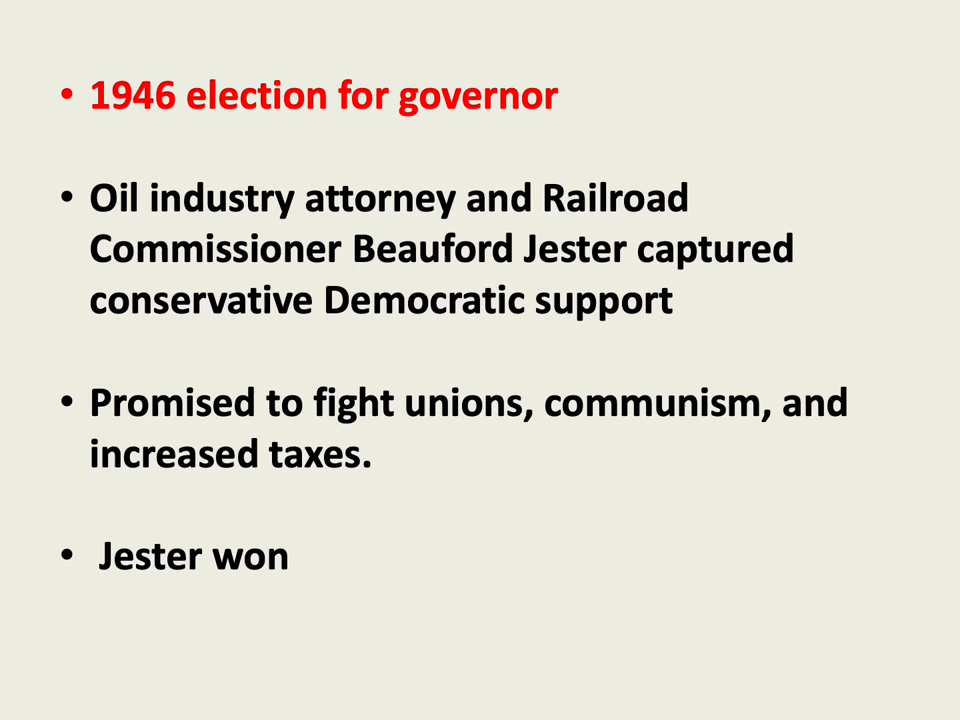 • 1946 election for governor
• Oil industry attorney and Railroad
Commissioner Beauford Jester captured
conservative Democratic support
• Promised to fight unions, communism, and
increased taxes.
• Jester won